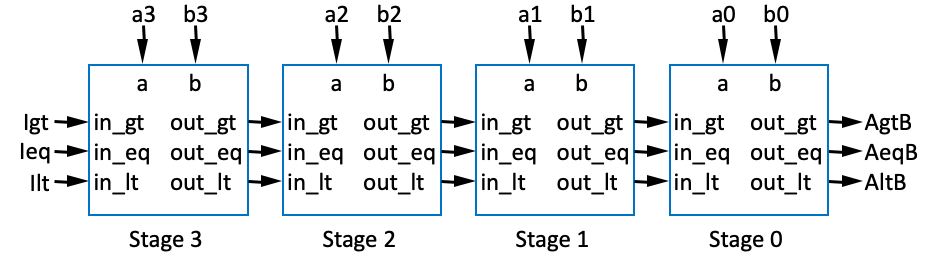 a3 b3 a2 b2 a1 b1 a0 b0
a b a b a b a b
Igt in_gt out_gt in_gt out_gt in_gt out_gt in_gt out_gt AgtB
Ieq in_eq out_eq in_eq out_eq in_eq out_eq in_eq out_eq AeqB
Ilt in_lt out_lt in_lt out_lt in_lt out_lt in_lt out_lt AltB
Stage 3 Stage 2 Stage 1 Stage 0